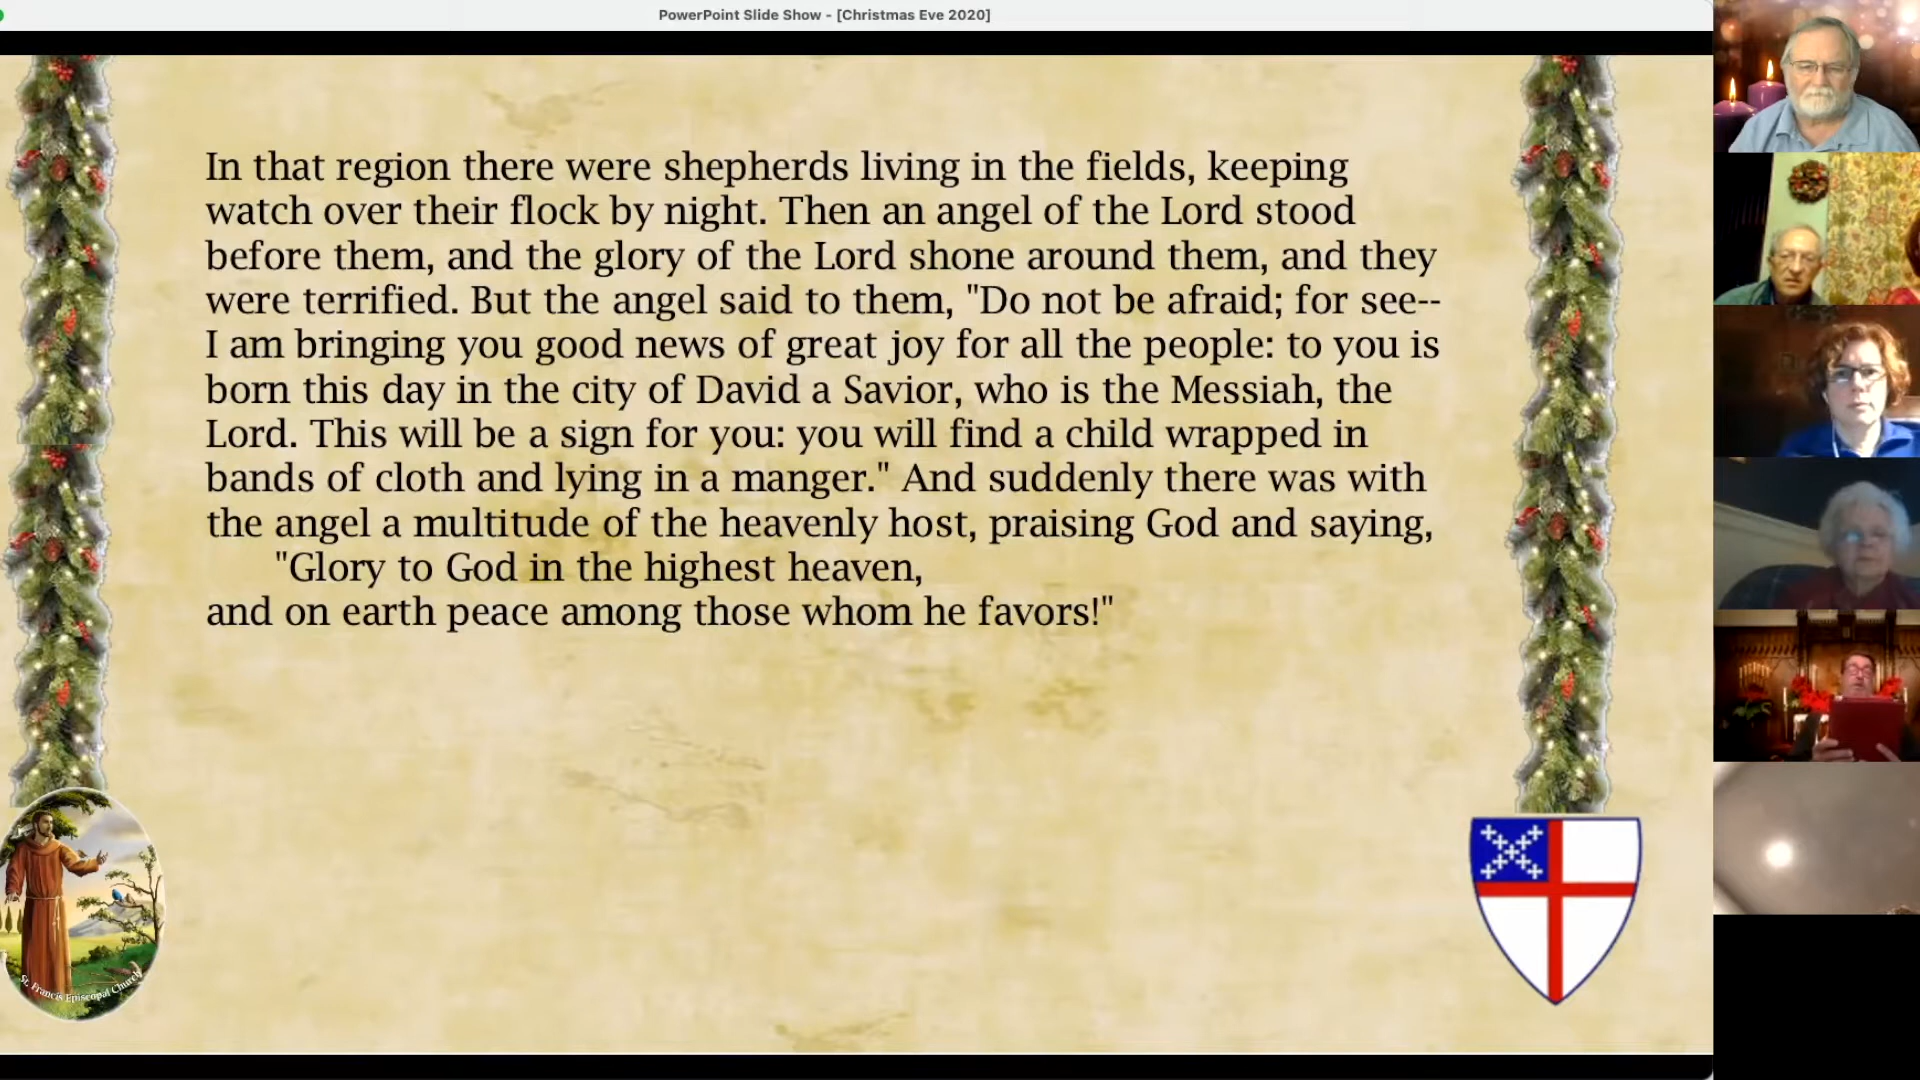 PowerPoint Slide Show - [Christmas Eve 2020]
In that region there were shepherds living in the fields, keeping
watch over their flock by night. Then an angel of the Lord stood
before them, and the glory of the Lord shone around them, and they
were terrified. But the angel said to them, "Do not be afraid; for see--
I am bringing you good news of great joy for all the people: to you is
born this day in the city of David a Savior, who is the Messiah, the
Lord. This will be a sign for you: you will find a child wrapped in
bands of cloth and lying in a manger." And suddenly there was with
the angel a multitude of the heavenly host, praising God and saying,
"Glory to God in the highest heaven,
and on earth peace among those whom he favors!"
St. Francis Episcopal Church